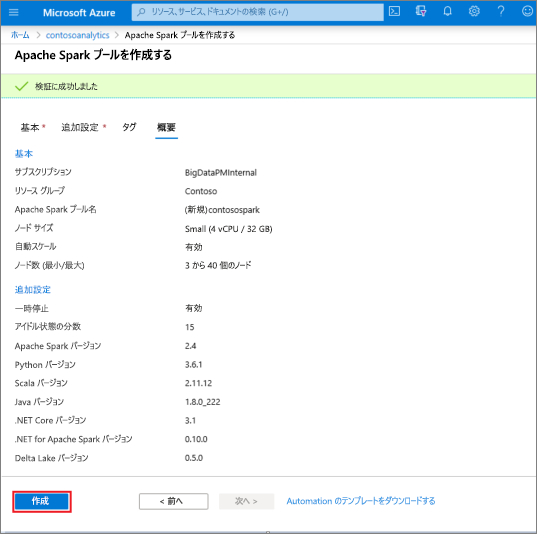 Microsoft Azure
リソース、サービス、ドキュメントの検索 (G+/)
ホーム > contosoanalytics > Apache Spark プールを作成する
Apache Spark プールを作成する
検証に成功しました
基本 * 追加設定 * タグ 概要
基本
サブスクリプション BigDataPMInternal
リソース グループ Contoso
Apache Spark プール名 (新規)contosospark
ノード サイズ Small (4 vCPU / 32 GB)
自動スケール 有効
ノード数 (最小/最大) 3 から 40 個のノード
追加設定
一時停止 有効
アイドル状態の分数 15
Apache Spark バージョン 2.4
Python バージョン 3.6.1
Scala バージョン 2.11.12
Java バージョン 1.8.0_222
.NET Core バージョン 3.1
.NET for Apache Spark バージョン 0.10.0
Delta Lake バージョン 0.5.0
作成 < 前へ 次へ > Automation のテンプレートをダウンロードする